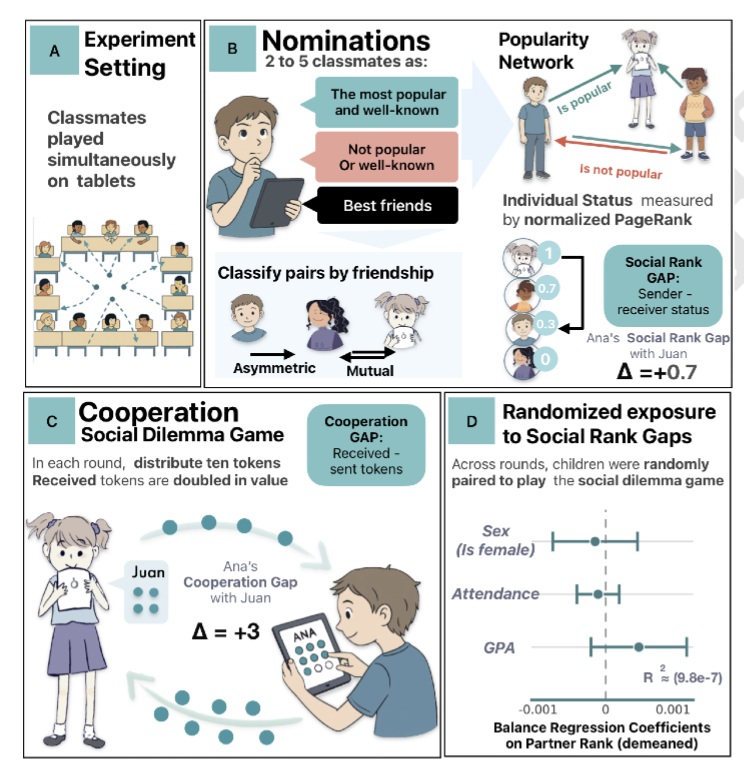 A
Experiment
Setting
Classmates
played
simultaneously
on tablets
B
Nominations
2 to 5 classmates as:
The most popular
and well-known
Not popular
Or well-known
Best friends
Classify pairs by friendship
Asymmetric
Mutual
Popularity
Network
Is popular
Is not popular
Individual Status measured
by normalized PageRank
1
0.7
0.3
0
Social Rank
GAP:
Sender -
receiver status
Ana's Social Rank Gap
with Juan
Δ =+0.7
C
Cooperation
Social Dilemma Game
Cooperation
GAP:
Received -
sent tokens
In each round, distribute ten tokens
Received tokens are doubled in value
Juan
Ana's
Cooperation Gap
with Juan
Δ = +3
ANA
D
Randomized exposure
to Social Rank Gaps
Across rounds, children were randomly
paired to play the social dilemma game
Sex
(Is female)
Attendance
GPA
R² ≈ (9.8e-7)
-0.001 0 0.001
Balance Regression Coefficients
on Partner Rank (demeaned)